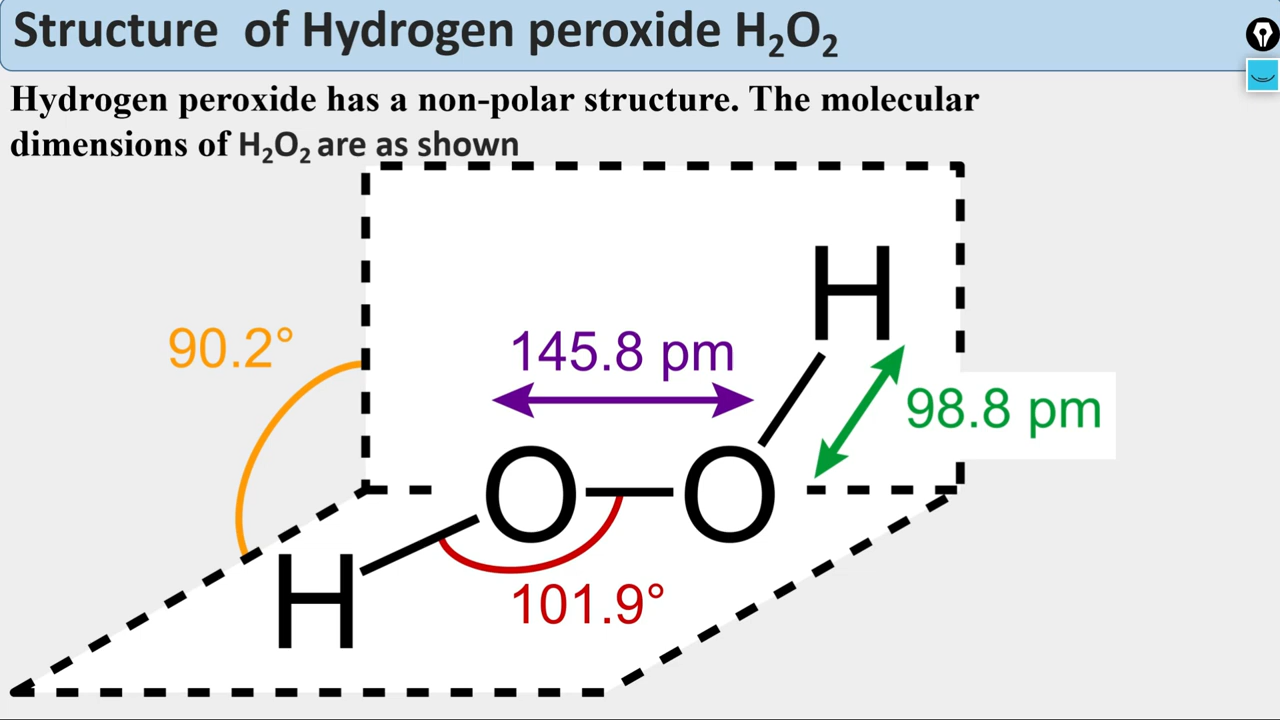 Structure of Hydrogen peroxide H₂O₂
Hydrogen peroxide has a non-polar structure. The molecular
dimensions of H₂O₂ are as shown
H
90.2°
145.8 pm
98.8 pm
O
O
H
101.9°